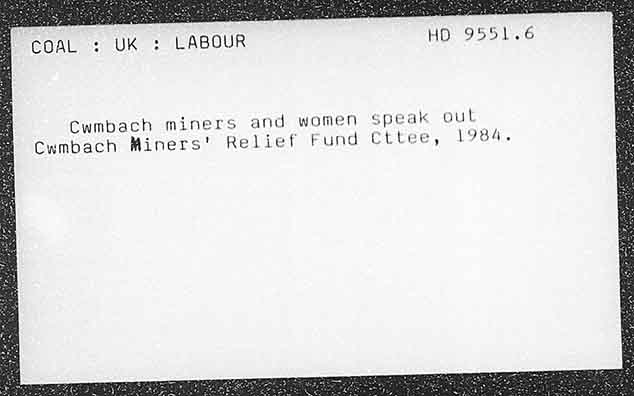 COAL : UK : LABOUR HD 9551.6
Cwmbach miners and women speak out
Cwmbach Miners' Relief Fund Cttee, 1984.